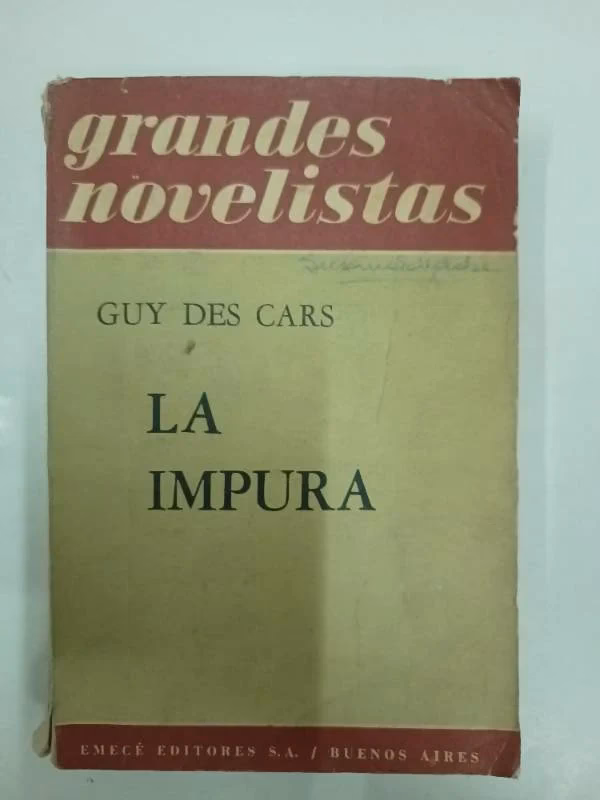 grandes
novelistas
GUY DES CARS
LA
IMPURA
EMECÉ EDITORES S.A. / BUENOS AIRES